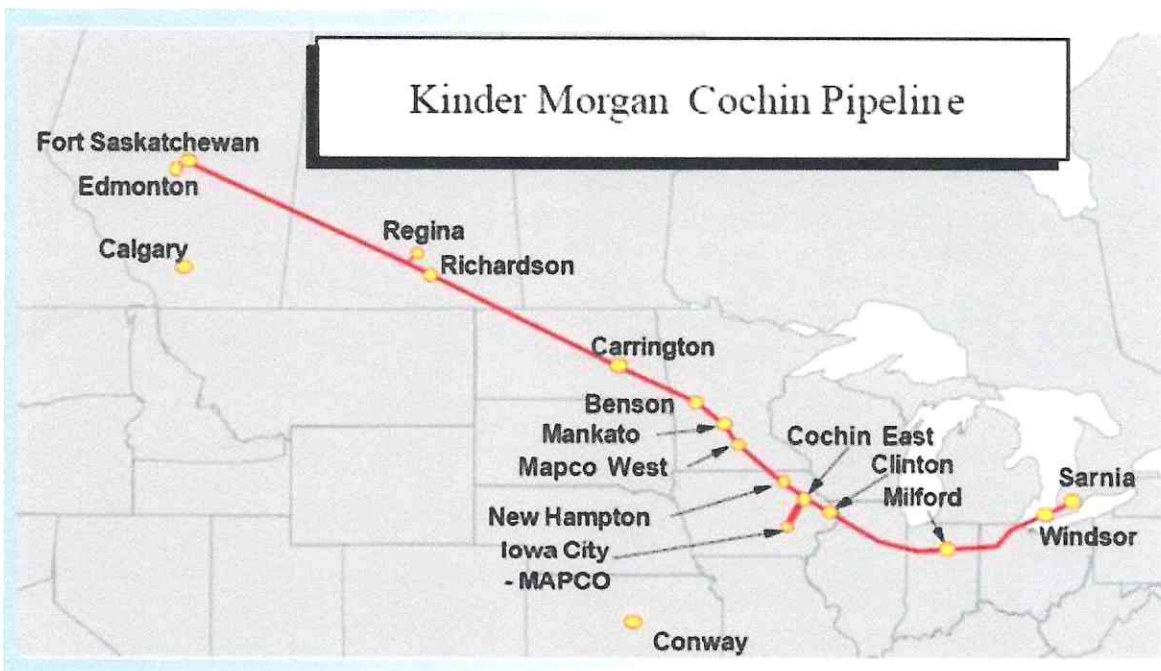 Kinder Morgan Cochin Pipeline
Fort Saskatchewan
Edmonton
Calgary
Regina
Richardson
Carrington
Benson
Mankato
Mapco West
Cochin East
Clinton
Milford
Sarnia
Windsor
New Hampton
Iowa City
- MAPCO
Conway